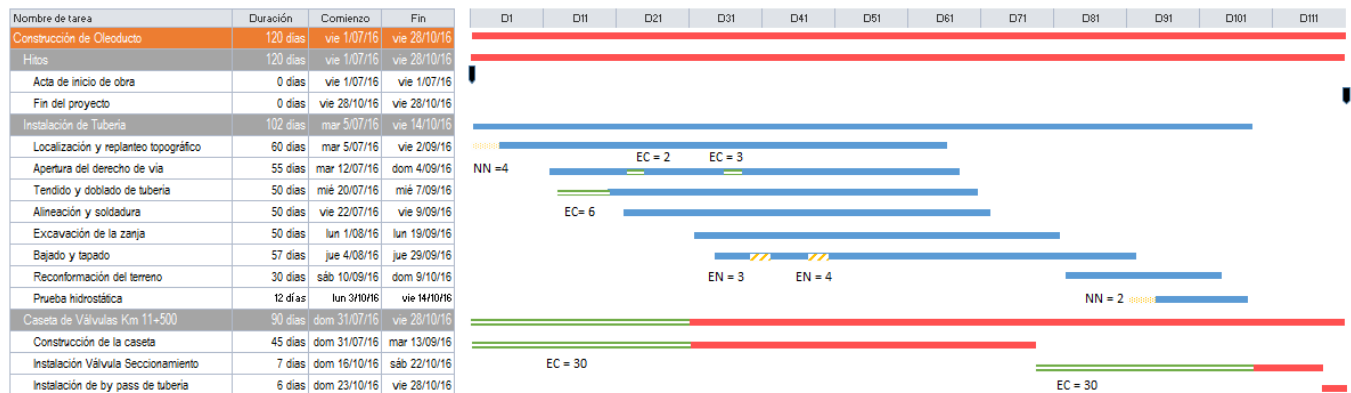 Nombre de tarea Duración Comienzo Fin D1 D11 D21 D31 D41 D51 D61 D71 D81 D91 D101 D111
Construcción de Oleoducto 120 días vie 1/07/16 vie 28/10/16
Hitos 120 días vie 1/07/16 vie 28/10/16
Acta de inicio de obra 0 días vie 1/07/16 vie 1/07/16
Fin del proyecto 0 días vie 28/10/16 vie 28/10/16
Instalación de Tubería 102 días mar 5/07/16 vie 14/10/16
Localización y replanteo topográfico 60 días mar 5/07/16 vie 2/09/16
EC = 2 EC = 3
Apertura del derecho de vía 55 días mar 12/07/16 dom 4/09/16 NN =4
Tendido y doblado de tubería 50 días mié 20/07/16 mié 7/09/16
Alineación y soldadura 50 días vie 22/07/16 vie 9/09/16 EC= 6
Excavación de la zanja 50 días lun 1/08/16 lun 19/09/16
Bajado y tapado 57 días jue 4/08/16 jue 29/09/16
Reconformación del terreno 30 días sáb 10/09/16 dom 9/10/16 EN = 3 EN = 4
Prueba hidrostática 12 días lun 3/10/16 vie 14/10/16 NN = 2
Caseta de Válvulas Km 11+500 90 días dom 31/07/16 vie 28/10/16
Construcción de la caseta 45 días dom 31/07/16 mar 13/09/16
Instalación Válvula Seccionamiento 7 días dom 16/10/16 sáb 22/10/16 EC = 30
Instalación de by pass de tubería 6 días dom 23/10/16 vie 28/10/16 EC = 30